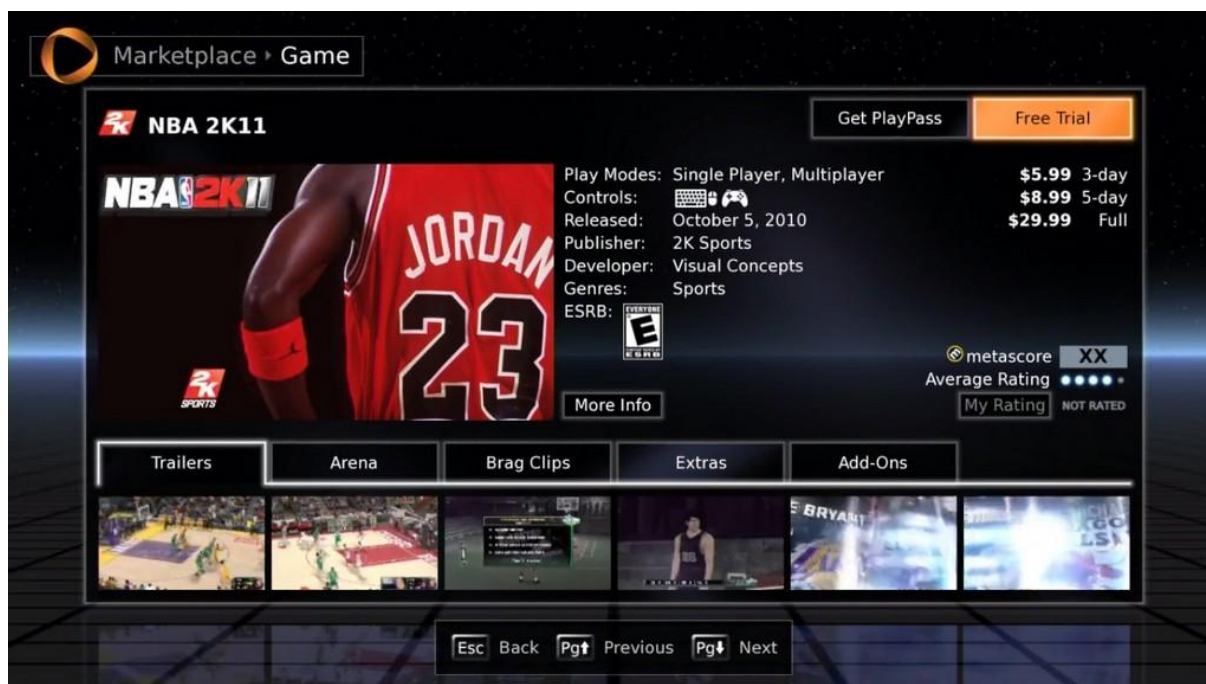 Marketplace ▸ Game
2K NBA 2K11
Get PlayPass
Free Trial
NBA 2K11
JORDAN
23
2K
SPORTS
Play Modes: Single Player, Multiplayer
Controls:
Released: October 5, 2010
Publisher: 2K Sports
Developer: Visual Concepts
Genres: Sports
ESRB: EVERYONE
E
ESRB
$5.99 3-day
$8.99 5-day
$29.99 Full
metascore XX
Average Rating
My Rating NOT RATED
More Info
Trailers
Arena
Brag Clips
Extras
Add-Ons
BRYANT
Esc Back Pg⬆ Previous Pg⬇ Next